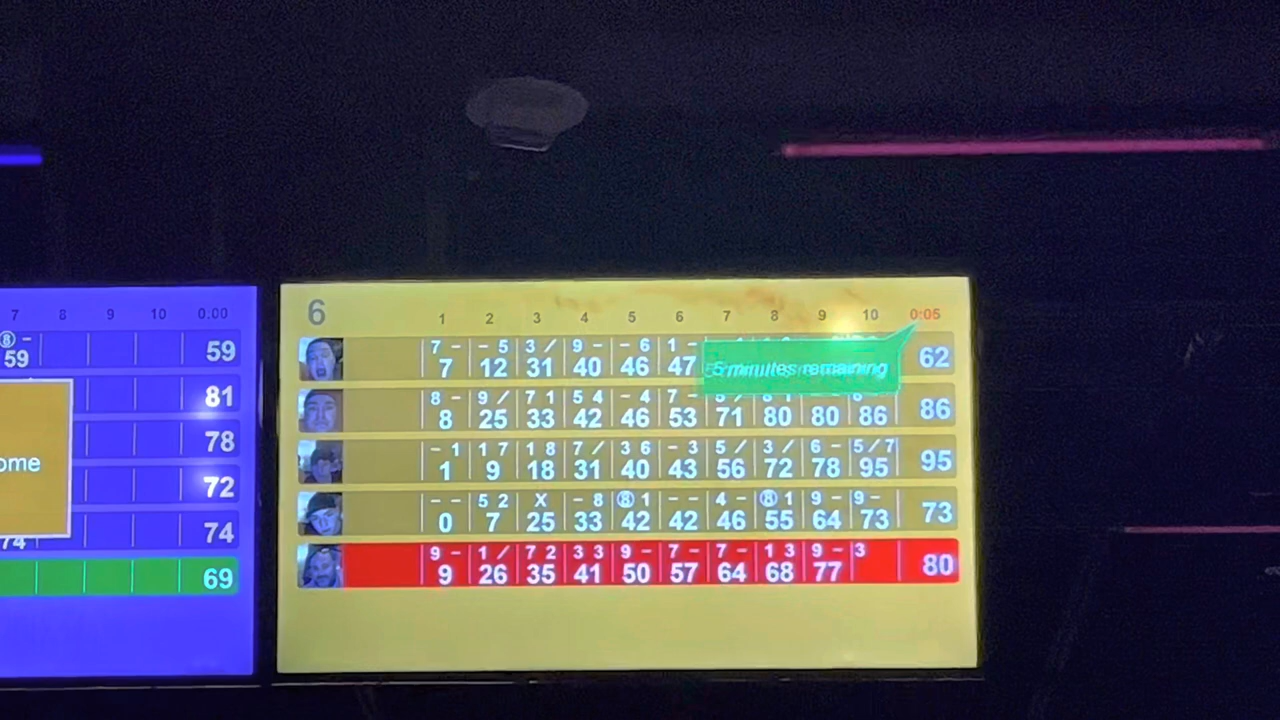 7 8 9 10 0.00
⑧ -
59 59
81
78
72
74 74
69
ome
6 1 2 3 4 5 6 7 8 9 10 0:05
7 - - 5 3 / 9 - - 6 1 -
7 12 31 40 46 47 62
5 minutes remaining
8 - 9 / 7 1 5 4 - 4 7 -
8 25 33 42 46 53 71 80 80 86 86
- 1 1 7 1 8 7 / 3 6 - 3 5 / 3 / 6 - 5 / 7
1 9 18 31 40 43 56 72 78 95 95
- - 5 2 X - 8 ⑧ 1 - - 4 - ⑧ 1 9 - 9 -
0 7 25 33 42 42 46 55 64 73 73
9 - 1 / 7 2 3 3 9 - 7 - 7 - 1 3 9 - 3
9 26 35 41 50 57 64 68 77 80